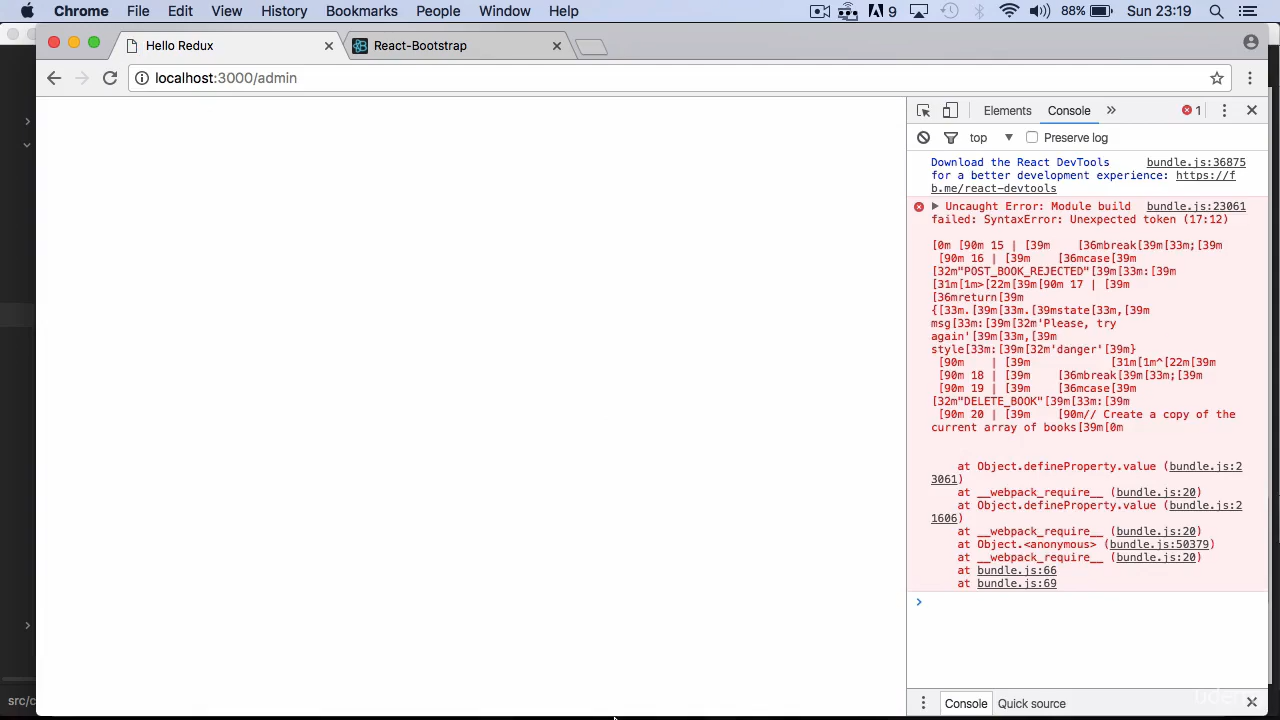 Chrome File Edit View History Bookmarks People Window Help 9 88% Sun 23:19
Hello Redux React-Bootstrap
localhost:3000/admin
Elements Console 1
top Preserve log
Download the React DevTools bundle.js:36875
for a better development experience: https://f
b.me/react-devtools
Uncaught Error: Module build bundle.js:23061
failed: SyntaxError: Unexpected token (17:12)
[0m [90m 15 | [39m [36mbreak[39m[33m;[39m
[90m 16 | [39m [36mcase[39m
[32m"POST_BOOK_REJECTED"[39m[33m:[39m
[31m[1m>[22m[39m[90m 17 | [39m
[36mreturn[39m
{[33m.[39m[33m.[39mstate[33m,[39m
msg[33m:[39m[32m'Please, try
again'[39m[33m,[39m
style[33m:[39m[32m'danger'[39m}
[90m | [39m [31m[1m^[22m[39m
[90m 18 | [39m [36mbreak[39m[33m;[39m
[90m 19 | [39m [36mcase[39m
[32m"DELETE_BOOK"[39m[33m:[39m
[90m 20 | [39m [90m// Create a copy of the
current array of books[39m[0m
at Object.defineProperty.value (bundle.js:2
3061)
at __webpack_require__ (bundle.js:20)
at Object.defineProperty.value (bundle.js:2
1606)
at __webpack_require__ (bundle.js:20)
at Object.<anonymous> (bundle.js:50379)
at __webpack_require__ (bundle.js:20)
at bundle.js:66
at bundle.js:69
src/c
Console Quick source